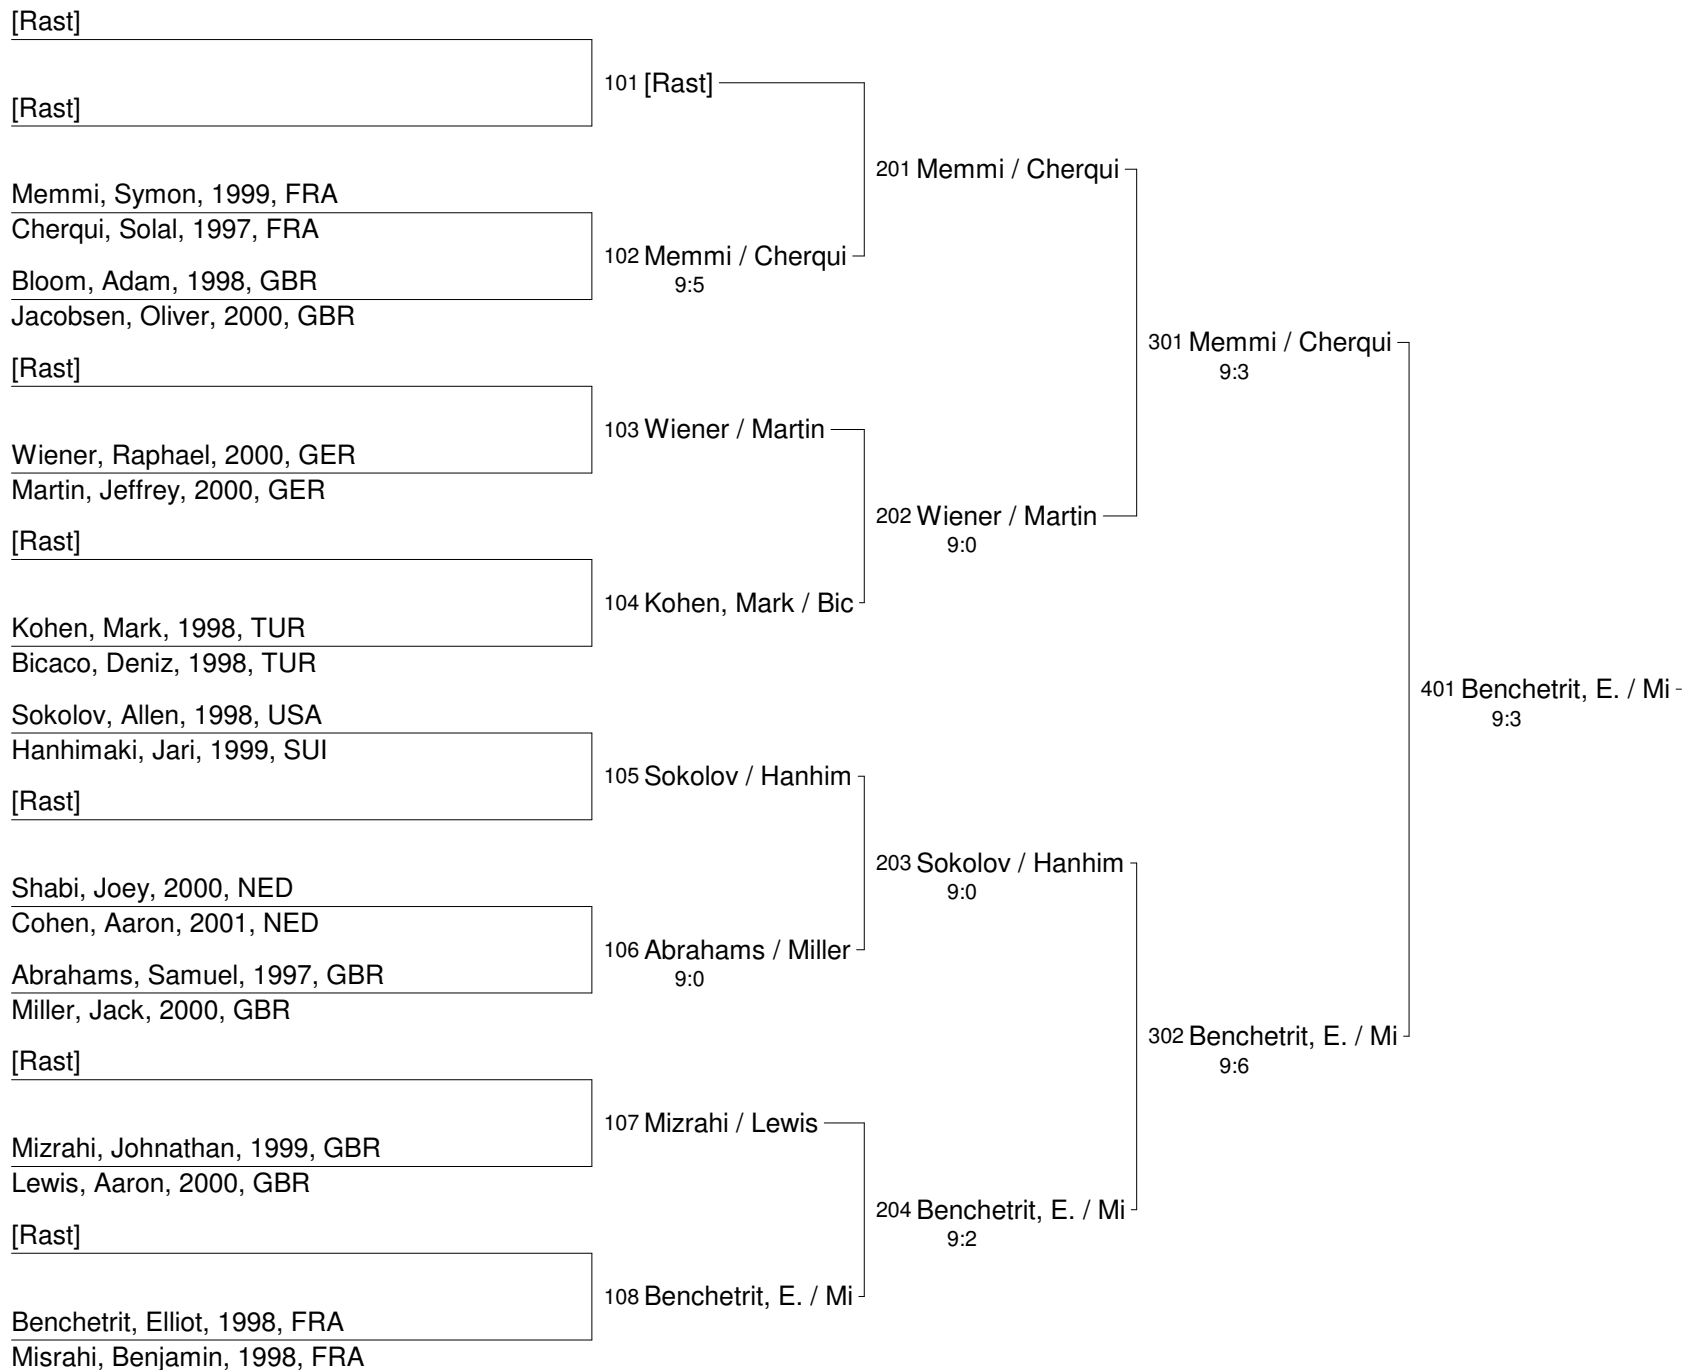 [Rast]
[Rast]
101 [Rast]
Memmi, Symon, 1999, FRA
Cherqui, Solal, 1997, FRA
Bloom, Adam, 1998, GBR
Jacobsen, Oliver, 2000, GBR
102 Memmi / Cherqui
9:5
201 Memmi / Cherqui
[Rast]
Wiener, Raphael, 2000, GER
Martin, Jeffrey, 2000, GER
103 Wiener / Martin
[Rast]
Kohen, Mark, 1998, TUR
Bicaco, Deniz, 1998, TUR
104 Kohen, Mark / Bic
202 Wiener / Martin
9:0
301 Memmi / Cherqui
9:3
Sokolov, Allen, 1998, USA
Hanhimaki, Jari, 1999, SUI
[Rast]
105 Sokolov / Hanhim
Shabi, Joey, 2000, NED
Cohen, Aaron, 2001, NED
Abrahams, Samuel, 1997, GBR
Miller, Jack, 2000, GBR
106 Abrahams / Miller
9:0
203 Sokolov / Hanhim
9:0
[Rast]
Mizrahi, Johnathan, 1999, GBR
Lewis, Aaron, 2000, GBR
107 Mizrahi / Lewis
[Rast]
Benchetrit, Elliot, 1998, FRA
Misrahi, Benjamin, 1998, FRA
108 Benchetrit, E. / Mi
204 Benchetrit, E. / Mi
9:2
302 Benchetrit, E. / Mi
9:6
401 Benchetrit, E. / Mi
9:3